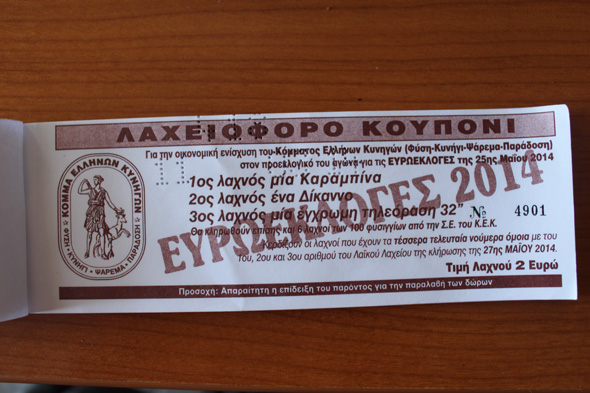 ΛΑΧΕΙΟΦΟΡΟ ΚΟΥΠΟΝΙ
Για την οικονομική ενίσχυση του Κόμματος Ελλήνων Κυνηγών (Φύση-Κυνήγι-Ψάρεμα-Παράδοση)
στον προεκλογικό του αγώνα για τις ΕΥΡΩΕΚΛΟΓΕΣ της 25ης Μαΐου 2014
1ος λαχνός μία Καραμπίνα
2ος λαχνός ένα Δίκαννο
3ος λαχνός μία έγχρωμη τηλεόραση 32"
№ 4901
Θα κληρωθούν επίσης και 6 λαχνοί των 100 φυσιγγίων από την Σ.Ε. του Κ.Ε.Κ.
Κερδίζουν οι λαχνοί που έχουν τα τέσσερα τελευταία νούμερα όμοια με του
1ου, 2ου και 3ου αριθμού του Λαϊκού Λαχείου της κλήρωσης της 27ης ΜΑΪΟΥ 2014.
Τιμή Λαχνού 2 Ευρώ
ΕΥΡΩΕΚΛΟΓΕΣ 2014
Προσοχή: Απαραίτητη η επίδειξη του παρόντος για την παραλαβή των δώρων
ΚΟΜΜΑ ΕΛΛΗΝΩΝ ΚΥΝΗΓΩΝ
ΦΥΣΗ - ΚΥΝΗΓΙ - ΨΑΡΕΜΑ - ΠΑΡΑΔΟΣΗ